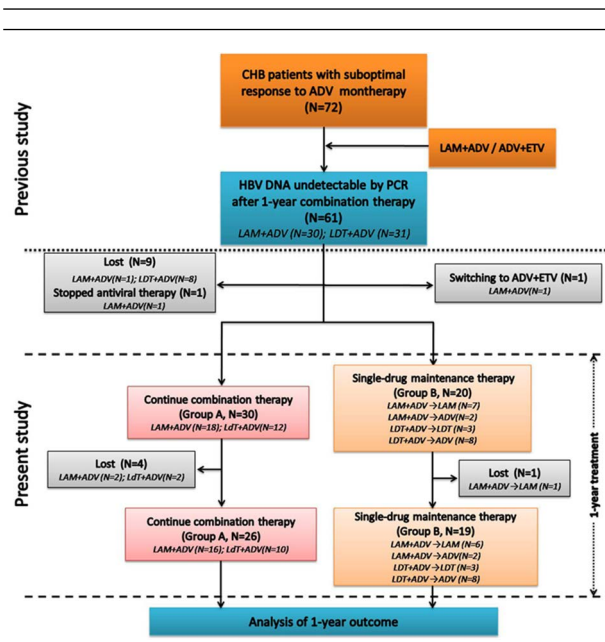 Previous study
CHB patients with suboptimal
response to ADV montherapy
(N=72)
LAM+ADV / ADV+ETV
HBV DNA undetectable by PCR
after 1-year combination therapy
(N=61)
LAM+ADV (N=30); LDT+ADV (N=31)
Lost (N=9)
LAM+ADV(N=1); LDT+ADV(N=8)
Stopped antiviral therapy (N=1)
LAM+ADV(N=1)
Switching to ADV+ETV (N=1)
LAM+ADV(N=1)
Present study
Continue combination therapy
(Group A, N=30)
LAM+ADV (N=18); LdT+ADV(N=12)
Single-drug maintenance therapy
(Group B, N=20)
LAM+ADV →LAM (N=7)
LAM+ADV →ADV(N=2)
LDT+ADV →LDT (N=3)
LDT+ADV →ADV (N=8)
Lost (N=4)
LAM+ADV (N=2); LdT+ADV(N=2)
Lost (N=1)
LAM+ADV →LAM (N=1)
Continue combination therapy
(Group A, N=26)
LAM+ADV (N=16); LdT+ADV(N=10)
Single-drug maintenance therapy
(Group B, N=19)
LAM+ADV →LAM (N=6)
LAM+ADV →ADV(N=2)
LDT+ADV →LDT (N=3)
LDT+ADV →ADV (N=8)
1-year treatment
Analysis of 1-year outcome